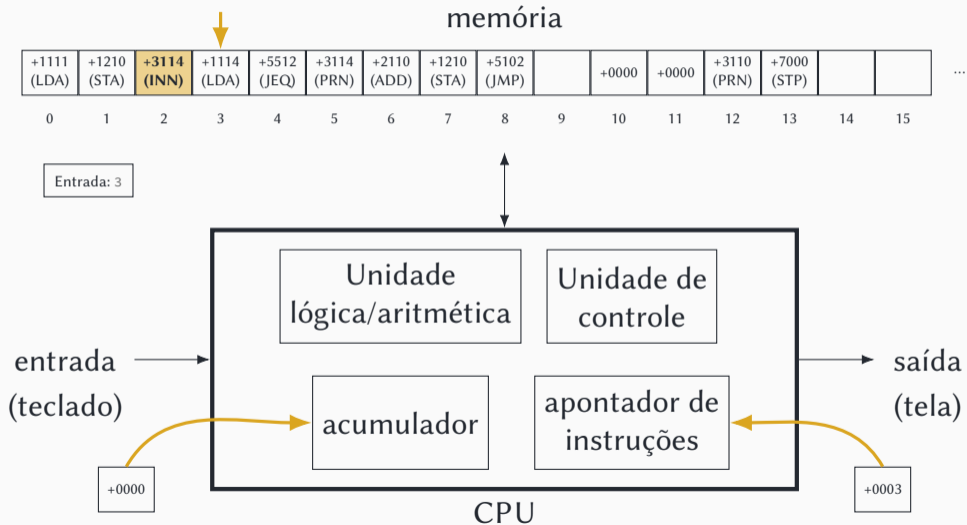 memória
+1111 +1210 +3114 +1114 +5512 +3114 +2110 +1210 +5102 +0000 +0000 +3110 +7000
(LDA) (STA) (INN) (LDA) (JEQ) (PRN) (ADD) (STA) (JMP) (PRN) (STP) ...
0 1 2 3 4 5 6 7 8 9 10 11 12 13 14 15
Entrada: 3
Unidade
lógica/aritmética
Unidade de
controle
entrada
(teclado)
saída
(tela)
acumulador
apontador de
instruções
+0000
+0003
CPU